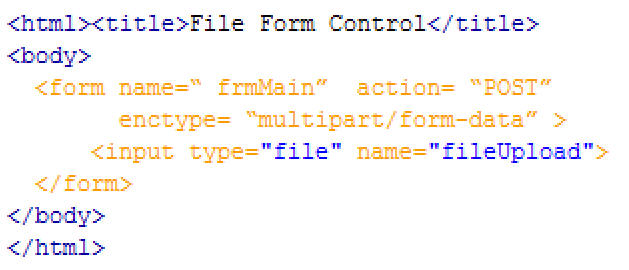 <html><title>File Form Control</title>
<body>
<form name=“ frmMain” action= “POST”
enctype= “multipart/form-data” >
<input type="file" name="fileUpload">
</form>
</body>
</html>